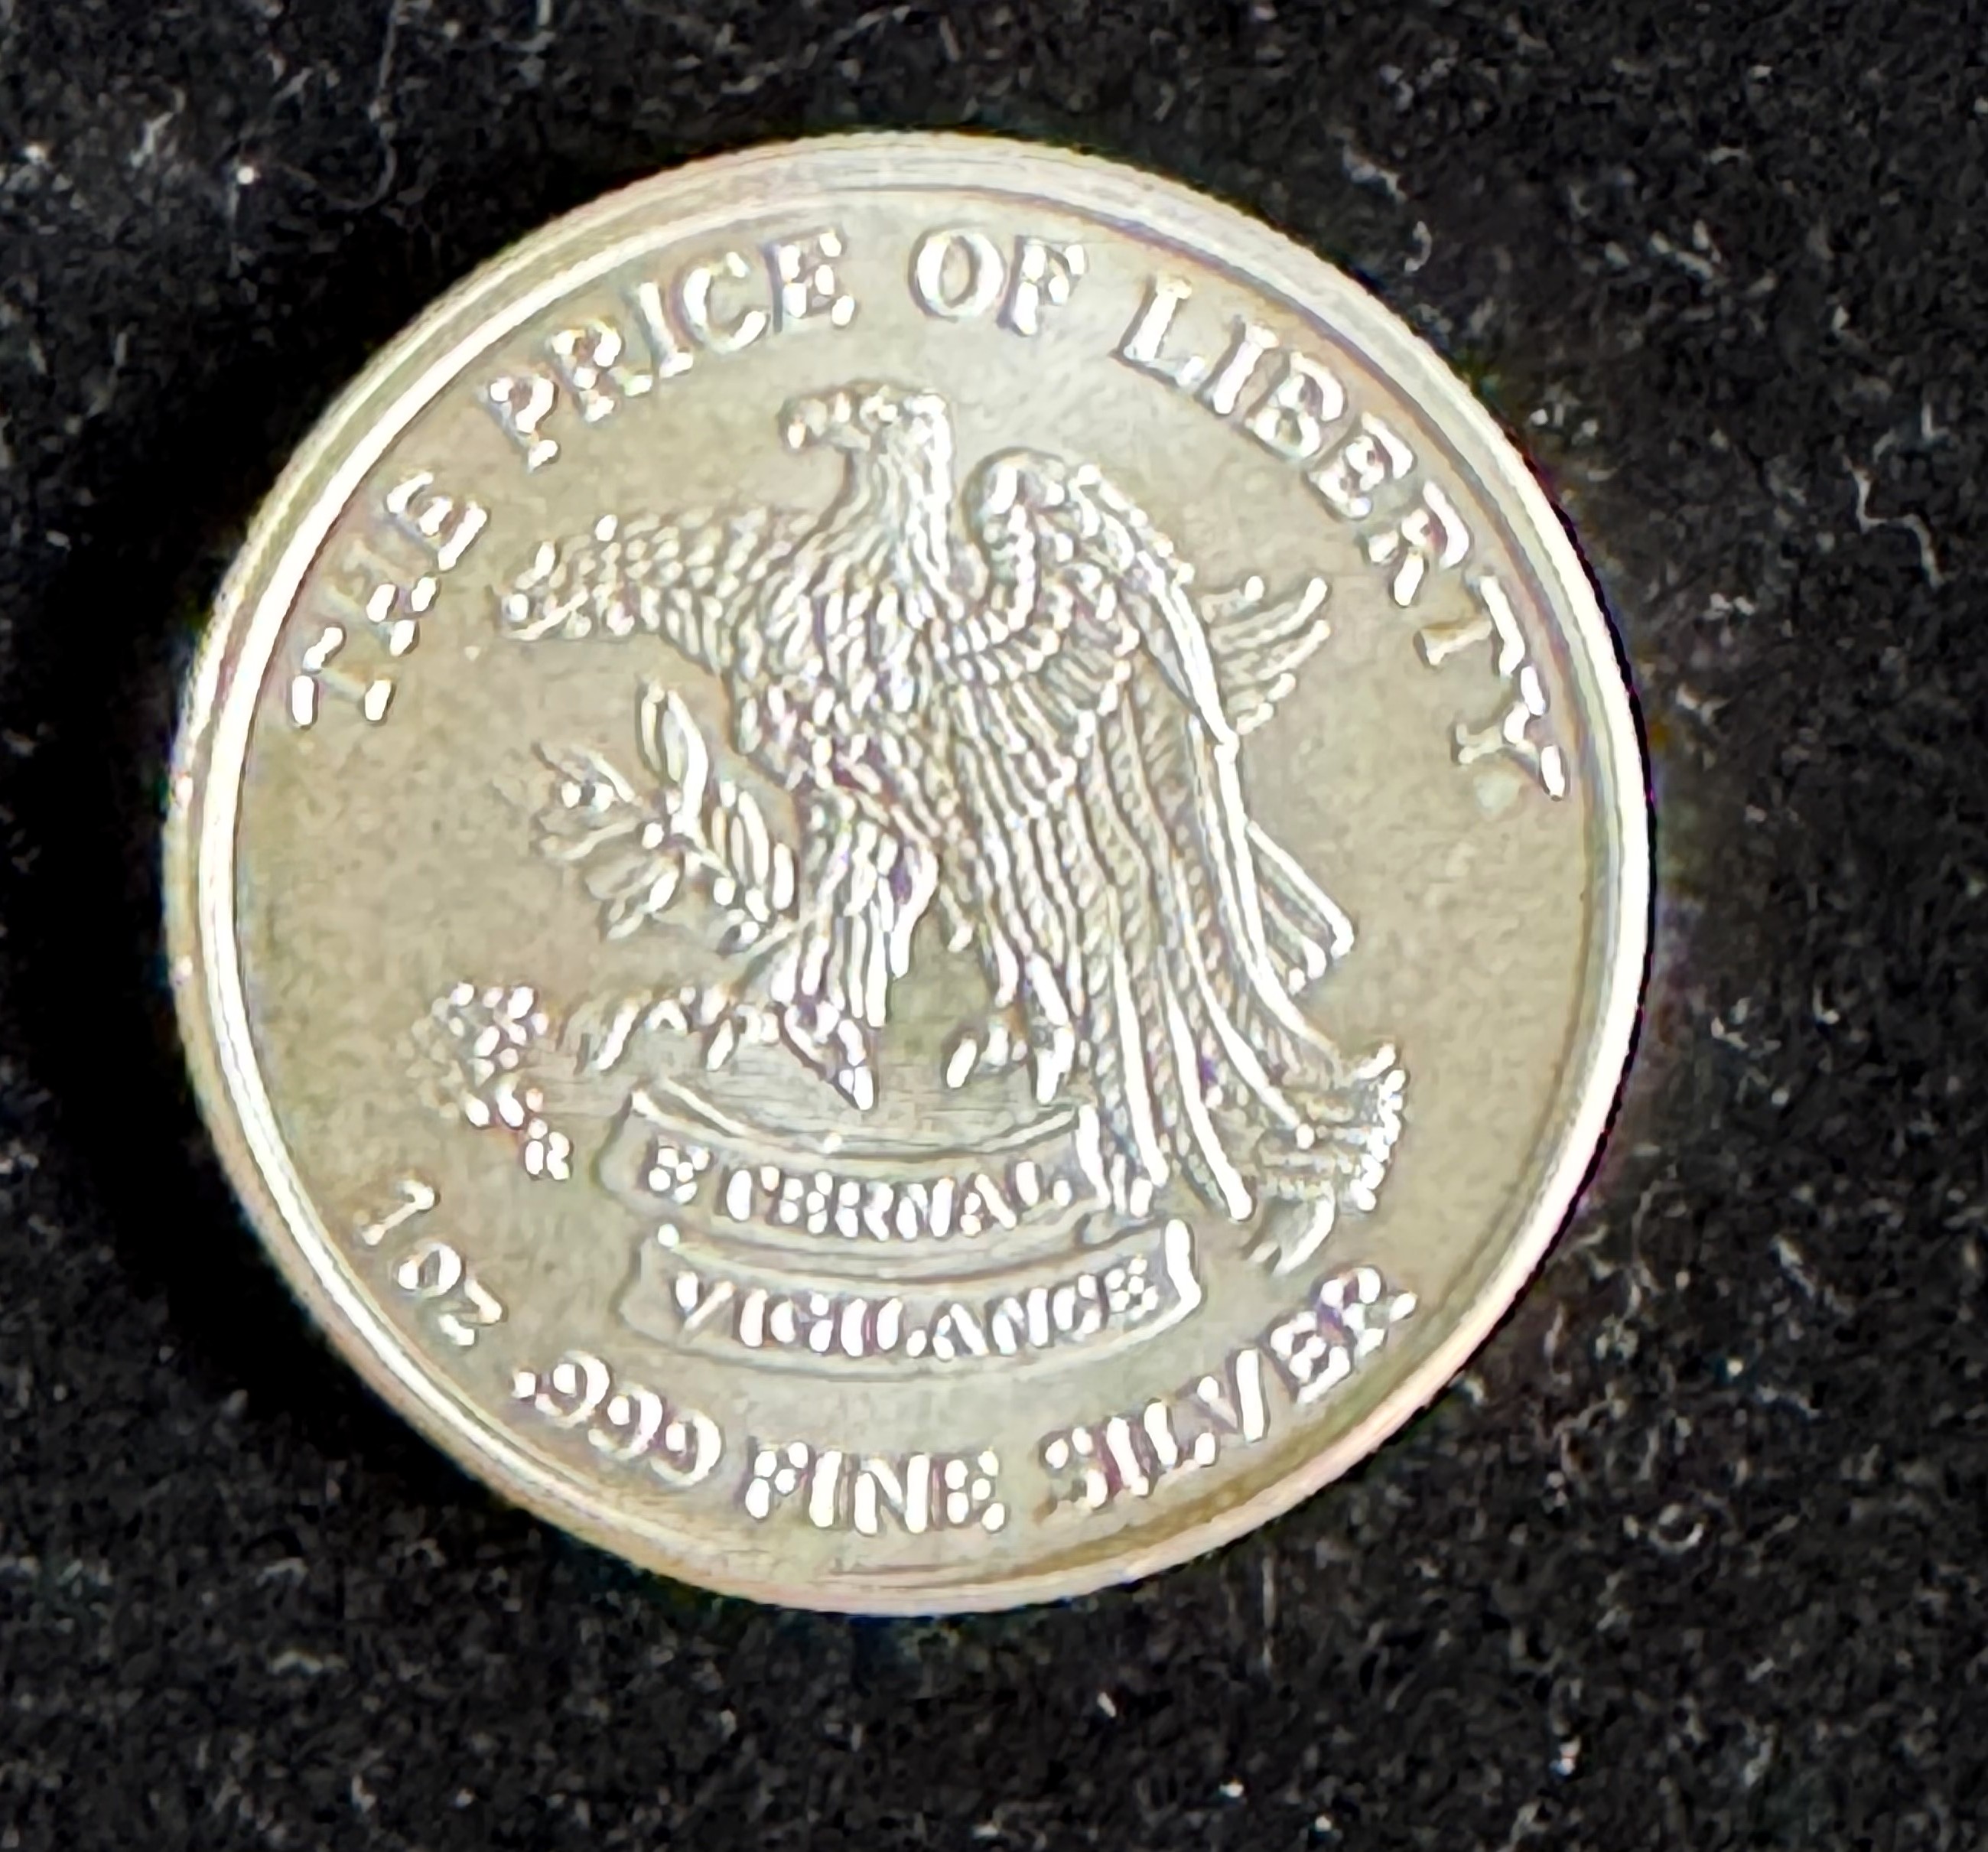 THE PRICE OF LIBERTY
ETERNAL
VIGILANCE
1 OZ .999 FINE SILVER